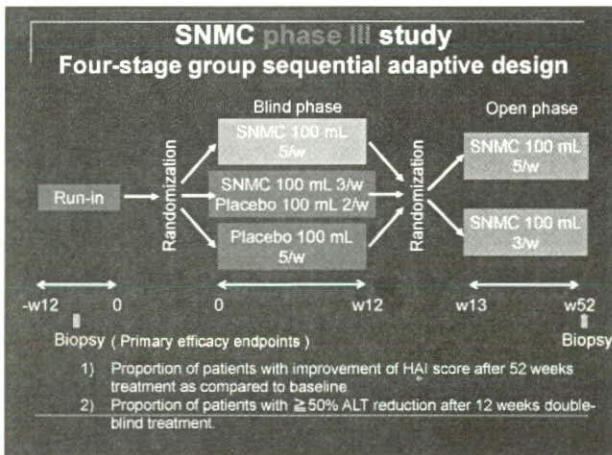 SNMC phase III study
Four-stage group sequential adaptive design
Blind phase
Open phase
Run-in
Randomization
SNMC 100 mL
5/w
SNMC 100 mL 3/w
Placebo 100 mL 2/w
Placebo 100 mL
5/w
Randomization
SNMC 100 mL
5/w
SNMC 100 mL
3/w
-w12
0
0
w12
w13
w52
Biopsy
( Primary efficacy endpoints )
Biopsy
1) Proportion of patients with improvement of HAI score after 52 weeks
treatment as compared to baseline
2) Proportion of patients with ≧50% ALT reduction after 12 weeks double-
blind treatment.